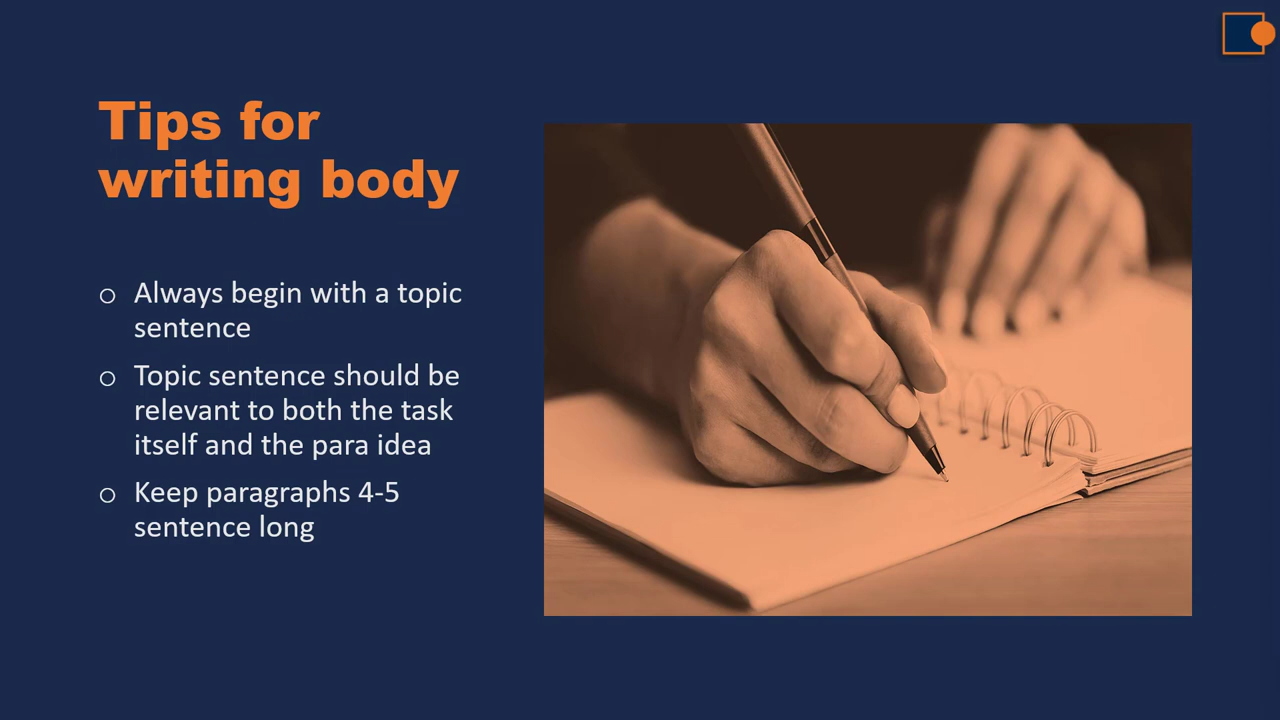 Tips for
writing body
○ Always begin with a topic
sentence
○ Topic sentence should be
relevant to both the task
itself and the para idea
○ Keep paragraphs 4-5
sentence long